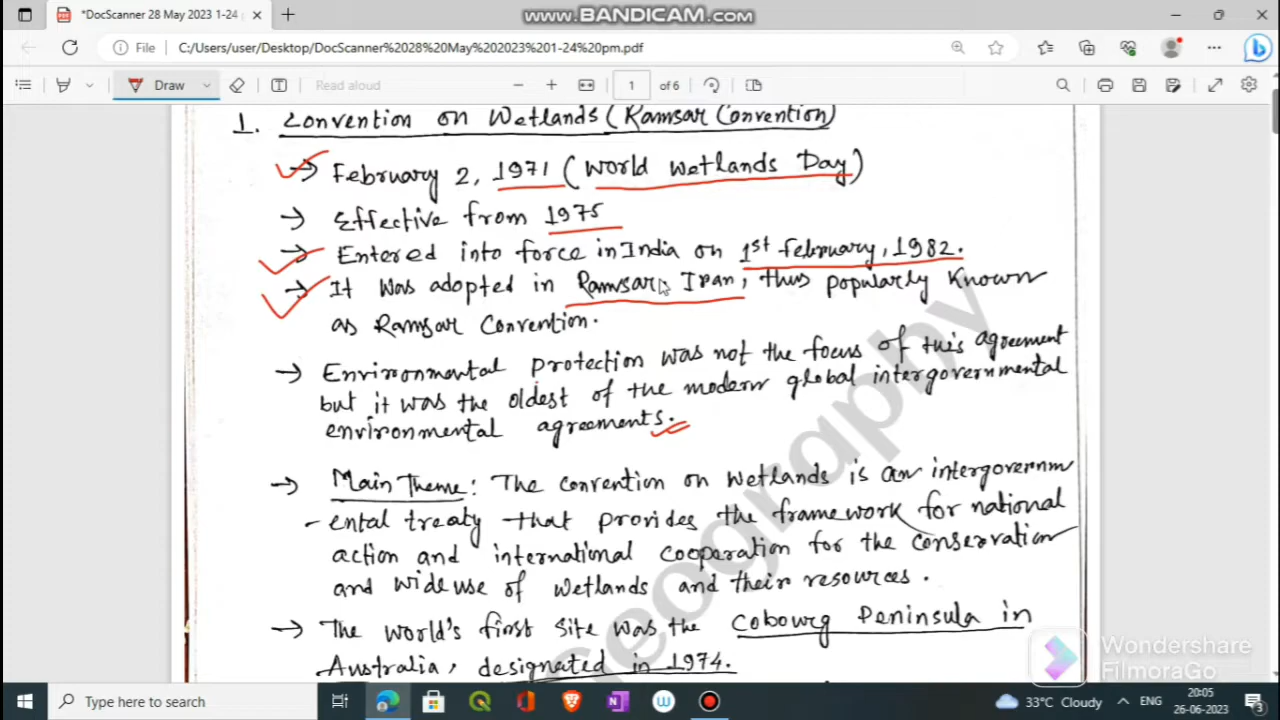 *DocScanner 28 May 2023 1-24
www.BANDICAM.com
File C:/Users/user/Desktop/DocScanner%2028%20May%202023%201-24%20pm.pdf
Draw Read aloud 1 of 6
1. Convention on Wetlands (Ramsar Convention)
→ February 2, 1971 (World Wetlands Day)
→ Effective from 1975
→ Entered into force in India on 1st February, 1982.
→ It was adopted in Ramsar, Iran, thus popularly known
as Ramsar Convention.
→ Environmental protection was not the focus of this agreement
but it was the oldest of the modern global intergovernmental
environmental agreements.
→ Main Theme: The convention on wetlands is an intergovernm
-ental treaty that provides the framework for national
action and international cooperation for the conservation
and wide use of wetlands and their resources.
→ The world's first site was the Cobourg Peninsula in
Australia, designated in 1974.
eography
Wondershare
FilmoraGo
Type here to search
33°C Cloudy ENG 20:05
26-06-2023
3